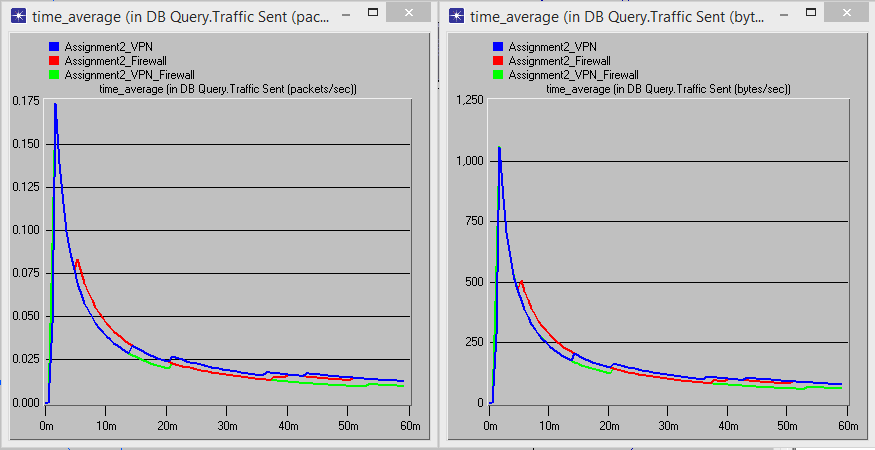 time_average (in DB Query.Traffic Sent (pac...
Assignment2_VPN
Assignment2_Firewall
Assignment2_VPN_Firewall
time_average (in DB Query.Traffic Sent (packets/sec))
0.175
0.150
0.125
0.100
0.075
0.050
0.025
0.000
0m
10m
20m
30m
40m
50m
60m
time_average (in DB Query.Traffic Sent (byt...
Assignment2_VPN
Assignment2_Firewall
Assignment2_VPN_Firewall
time_average (in DB Query.Traffic Sent (bytes/sec))
1,250
1,000
750
500
250
0
0m
10m
20m
30m
40m
50m
60m